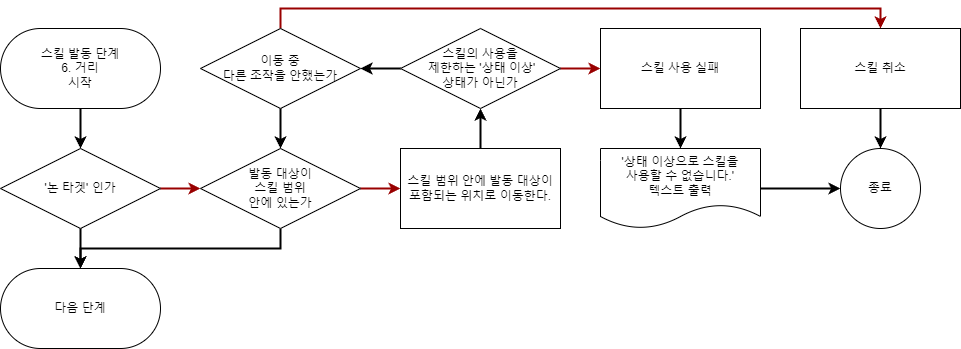 스킬 발동 단계
6. 거리
시작
이동 중
다른 조작을 안했는가
스킬의 사용을
제한하는 '상태 이상'
상태가 아닌가
스킬 사용 실패
스킬 취소
'논 타겟' 인가
발동 대상이
스킬 범위
안에 있는가
스킬 범위 안에 발동 대상이
포함되는 위치로 이동한다.
'상태 이상으로 스킬을
사용할 수 없습니다.'
텍스트 출력
종료
다음 단계